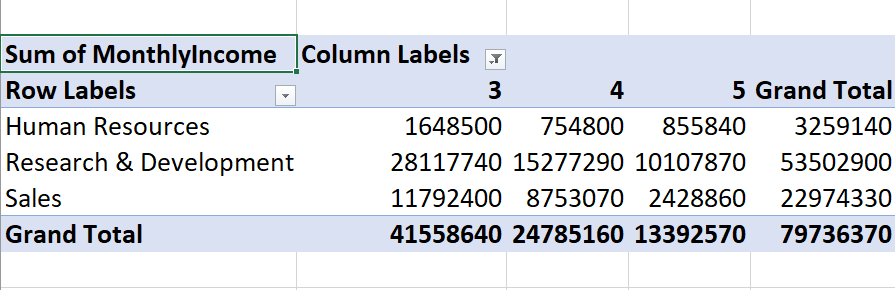 Sum of MonthlyIncome Column Labels
Row Labels 3 4 5 Grand Total
Human Resources 1648500 754800 855840 3259140
Research & Development 28117740 15277290 10107870 53502900
Sales 11792400 8753070 2428860 22974330
Grand Total 41558640 24785160 13392570 79736370